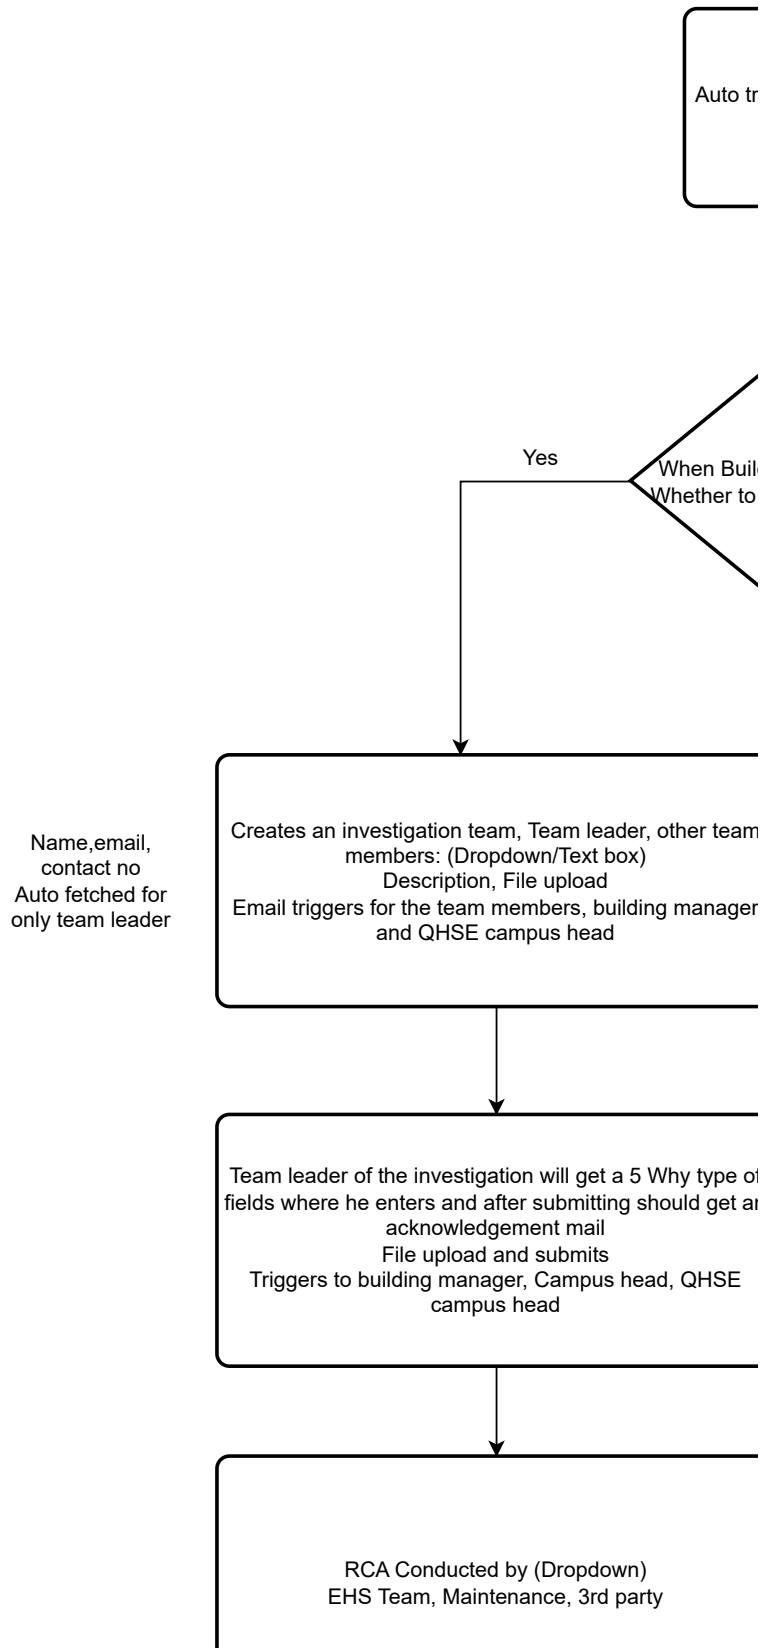 Auto
Yes
When
Whether to
Name,email,
contact no
Auto fetched for
only team leader
Creates an investigation team, Team leader, other team
members: (Dropdown/Text box)
Description, File upload
Email triggers for the team members, building manager
and QHSE campus head
Team leader of the investigation will get a 5 Why type
fields where he enters and after submitting should get
acknowledgement mail
File upload and submits
Triggers to building manager, Campus head, QHSE
campus head
RCA Conducted by (Dropdown)
EHS Team, Maintenance, 3rd party